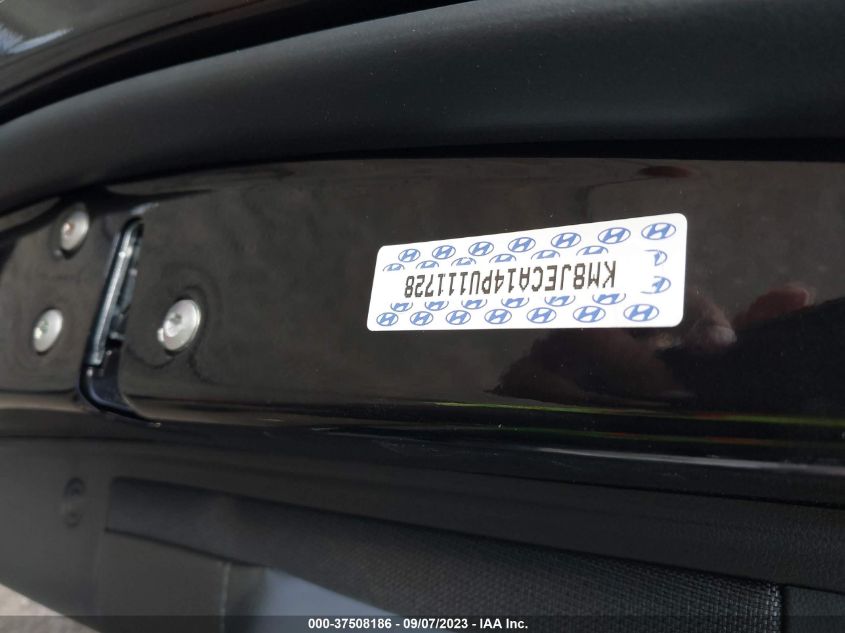 KM8JECA14PU111728
000-37508186 - 09/07/2023 - IAA Inc.